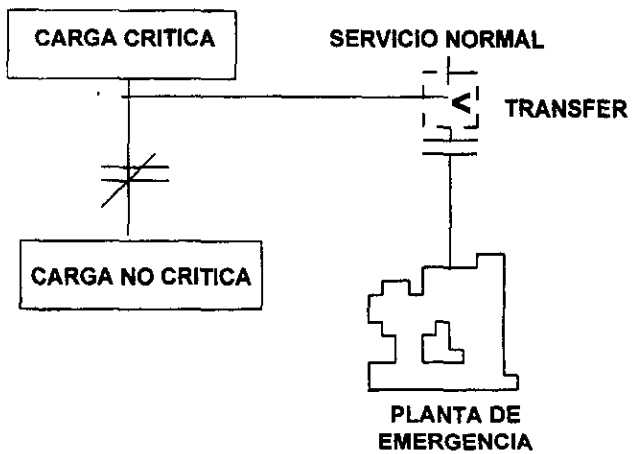 CARGA CRITICA
SERVICIO NORMAL
TRANSFER
CARGA NO CRITICA
PLANTA DE
EMERGENCIA